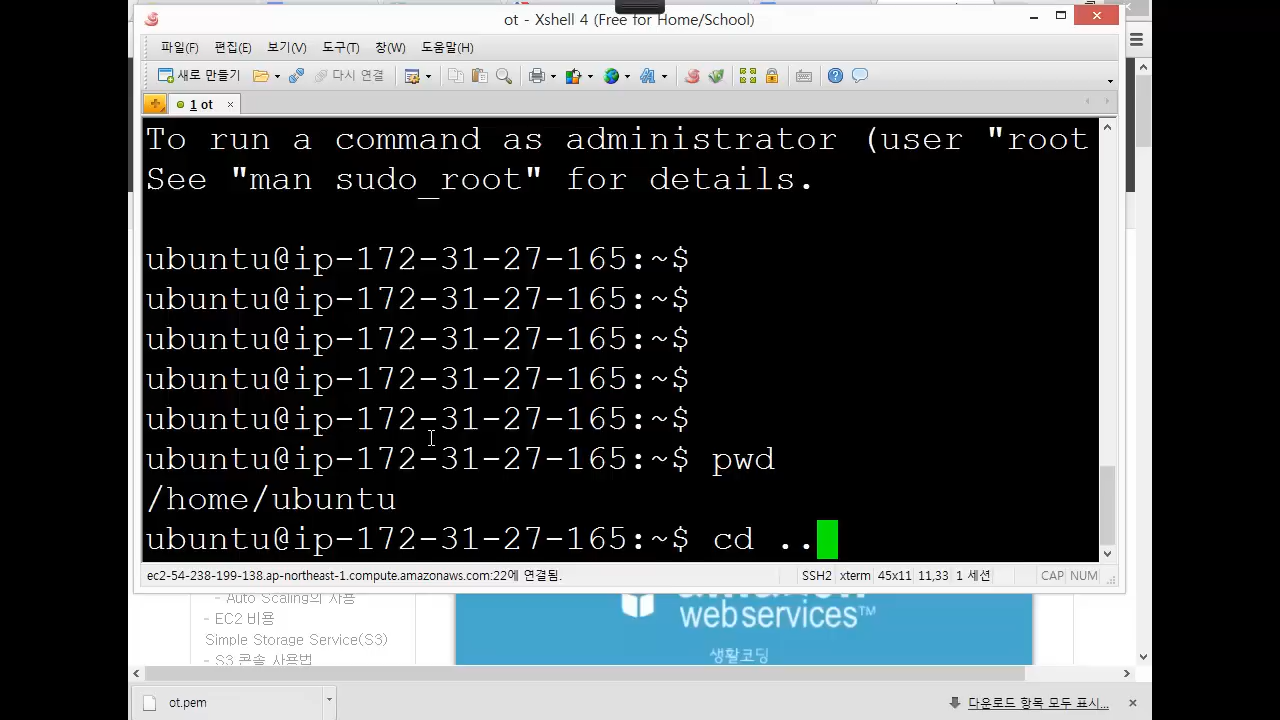 ot - Xshell 4 (Free for Home/School)
파일(F) 편집(E) 보기(V) 도구(T) 창(W) 도움말(H)
새로 만들기 다시 연결
1 ot
To run a command as administrator (user "root
See "man sudo_root" for details.
ubuntu@ip-172-31-27-165:~$
ubuntu@ip-172-31-27-165:~$
ubuntu@ip-172-31-27-165:~$
ubuntu@ip-172-31-27-165:~$
ubuntu@ip-172-31-27-165:~$
ubuntu@ip-172-31-27-165:~$ pwd
/home/ubuntu
ubuntu@ip-172-31-27-165:~$ cd ..
ec2-54-238-199-138.ap-northeast-1.compute.amazonaws.com:22에 연결됨. SSH2 xterm 45x11 11,33 1 세션 CAP NUM
- Auto Scaling의 사용
- EC2 비용
Simple Storage Service(S3)
- S3 콘솔 사용법
webservices™
생활코딩
ot.pem
다운로드 항목 모두 표시...